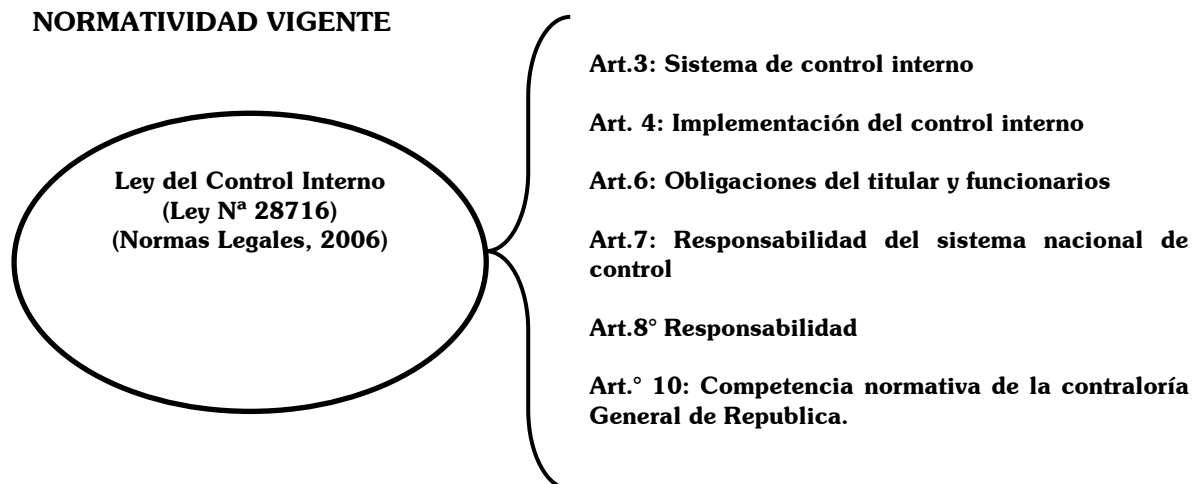 NORMATIVIDAD VIGENTE
Ley del Control Interno
(Ley Nª 28716)
(Normas Legales, 2006)
Art.3: Sistema de control interno
Art. 4: Implementación del control interno
Art.6: Obligaciones del titular y funcionarios
Art.7: Responsabilidad del sistema nacional de
control
Art.8° Responsabilidad
Art.° 10: Competencia normativa de la contraloría
General de Republica.